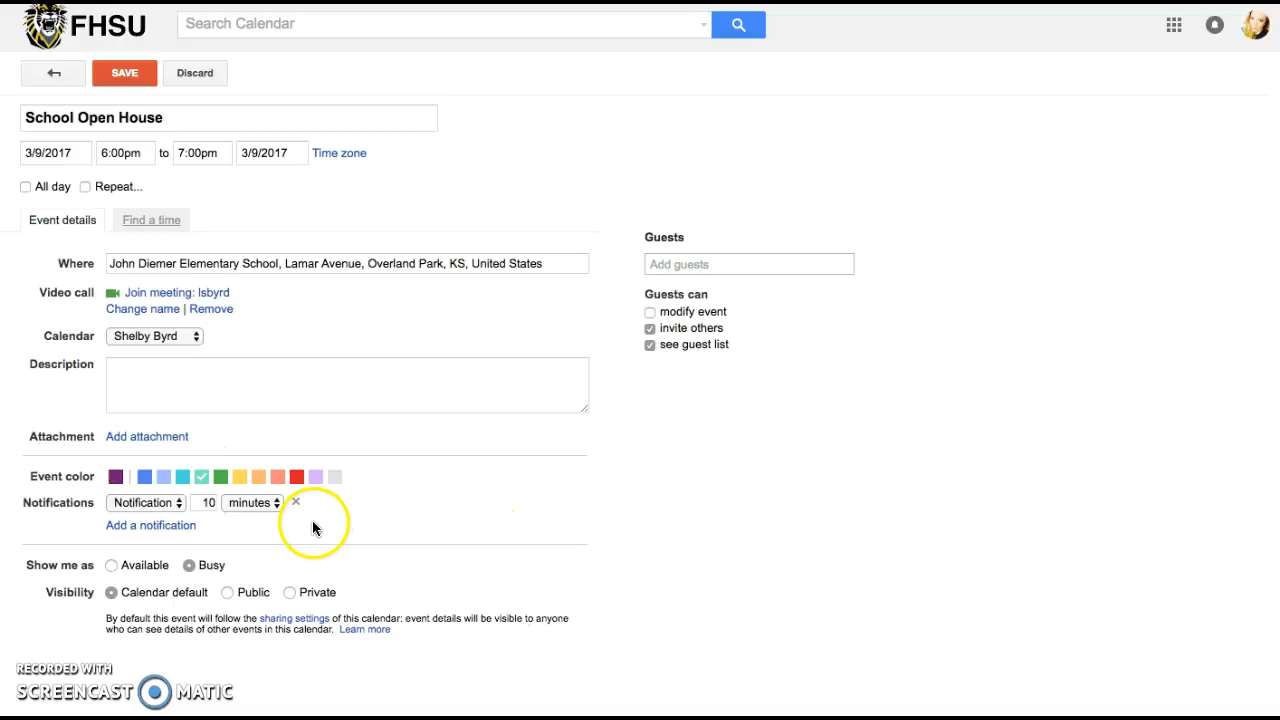 FHSU
Search Calendar
SAVE
Discard
School Open House
3/9/2017 6:00pm to 7:00pm 3/9/2017 Time zone
All day Repeat...
Event details Find a time
Where John Diemer Elementary School, Lamar Avenue, Overland Park, KS, United States
Video call Join meeting: lsbyrd
Change name | Remove
Calendar Shelby Byrd
Description
Attachment Add attachment
Event color
Notifications Notification 10 minutes ×
Add a notification
Show me as Available Busy
Visibility Calendar default Public Private
By default this event will follow the sharing settings of this calendar: event details will be visible to anyone
who can see details of other events in this calendar. Learn more
Guests
Add guests
Guests can
modify event
invite others
see guest list
RECORDED WITH
SCREENCAST MATIC